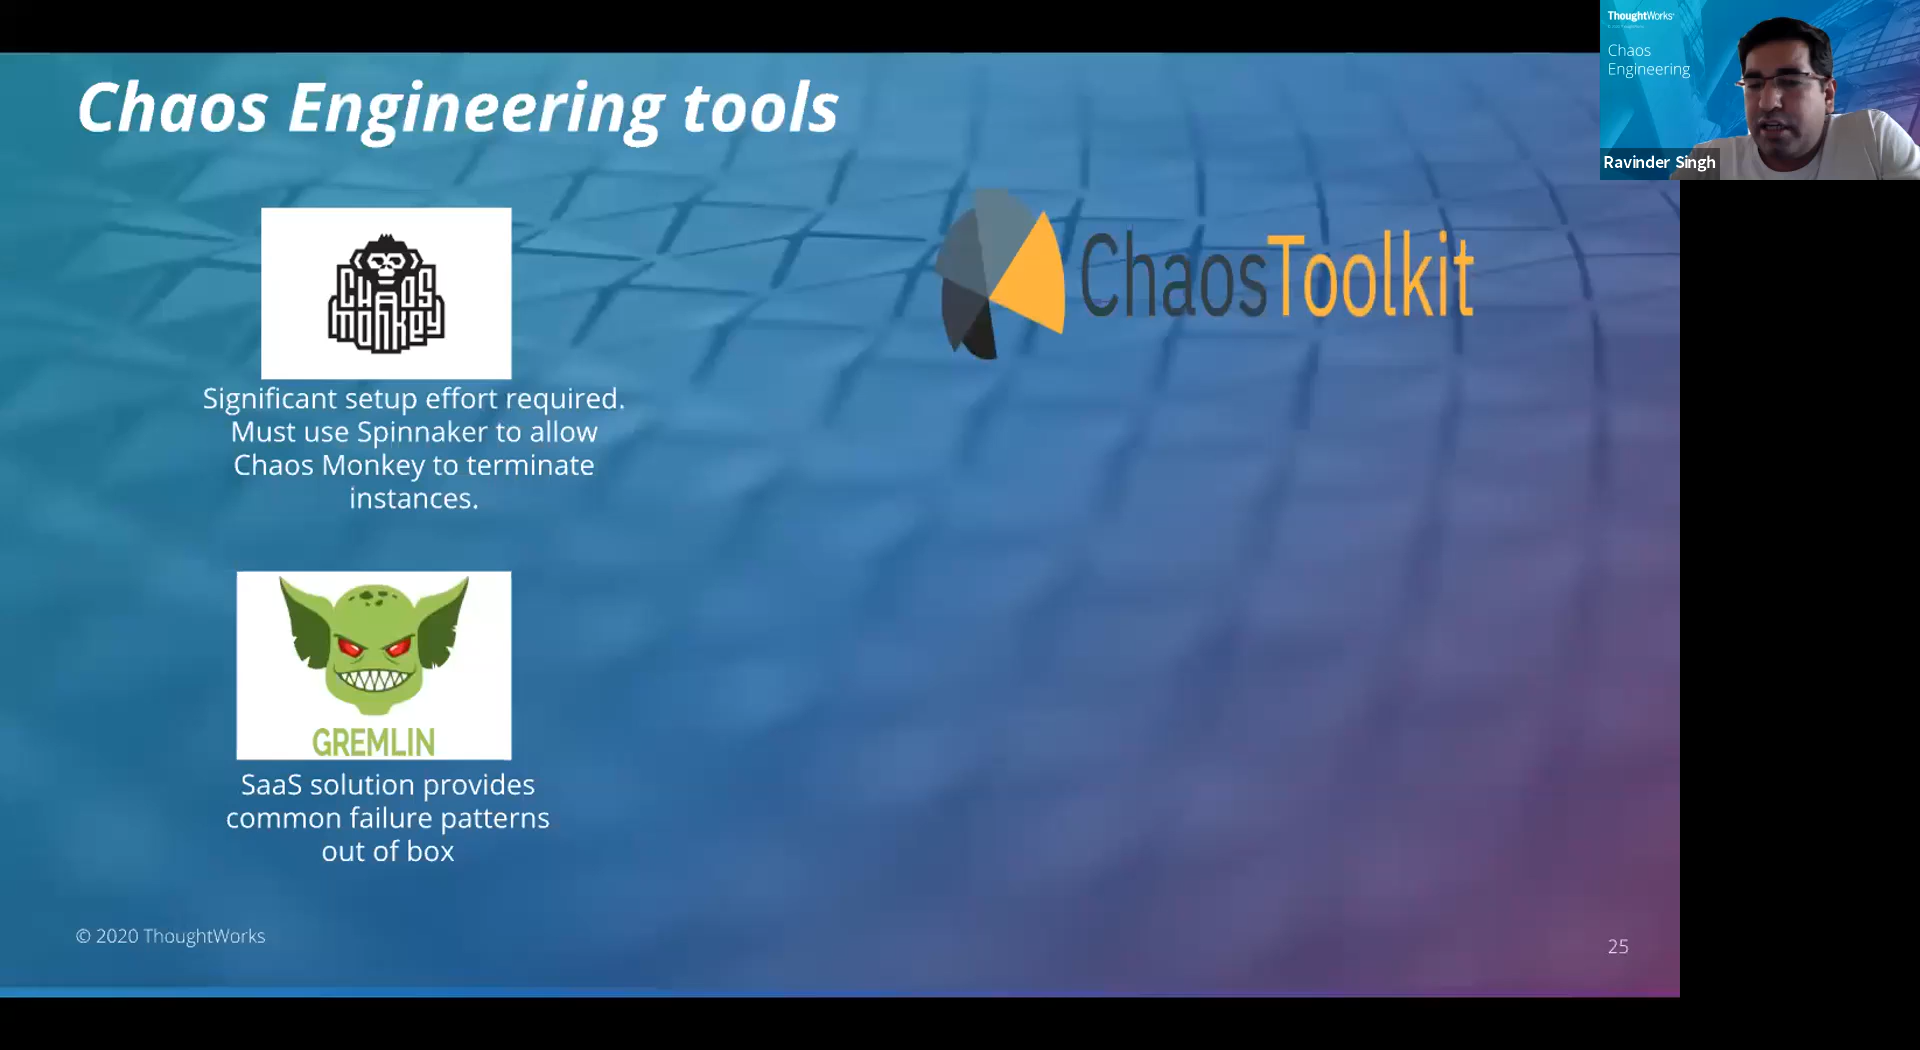 Chaos Engineering tools
CHAOS
monkey
Significant setup effort required.
Must use Spinnaker to allow
Chaos Monkey to terminate
instances.
ChaosToolkit
GREMLIN
SaaS solution provides
common failure patterns
out of box
© 2020 ThoughtWorks
25
ThoughtWorks
Chaos
Engineering
Ravinder Singh